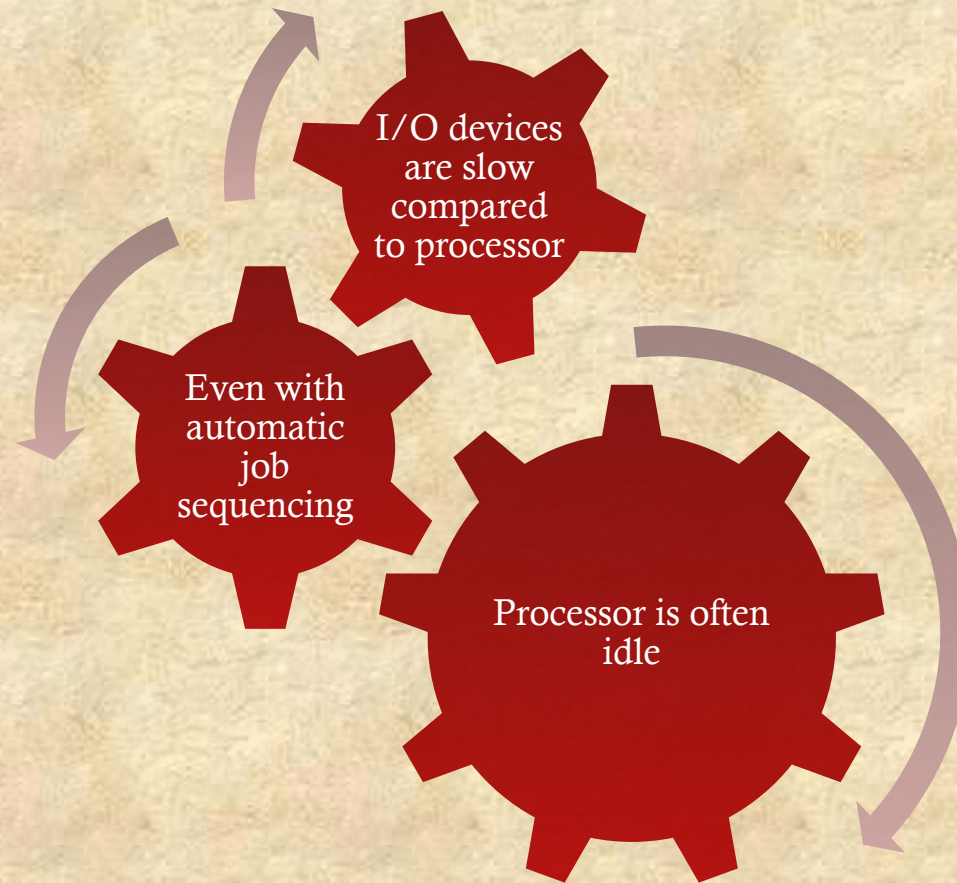 I/O devices
are slow
compared
to processor
Even with
automatic
job
sequencing
Processor is often
idle